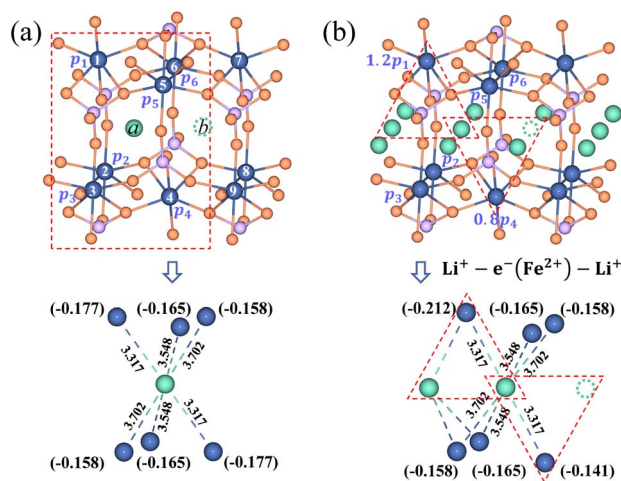 (a)
(b)
p1 1 6 7
5 p6
p5
a b
p2 2 8
p3 3 4 9
p4
1.2p1
p5 p6
p2
p3
0.8p4
Li⁺ − e⁻(Fe²⁺) − Li⁺
(-0.177) (-0.165) (-0.158)
3.317 3.548 3.702
3.702 3.548 3.317
(-0.158) (-0.165) (-0.177)
(-0.212) (-0.165) (-0.158)
3.317 3.548 3.702
3.702 3.548 3.317
(-0.158) (-0.165) (-0.141)